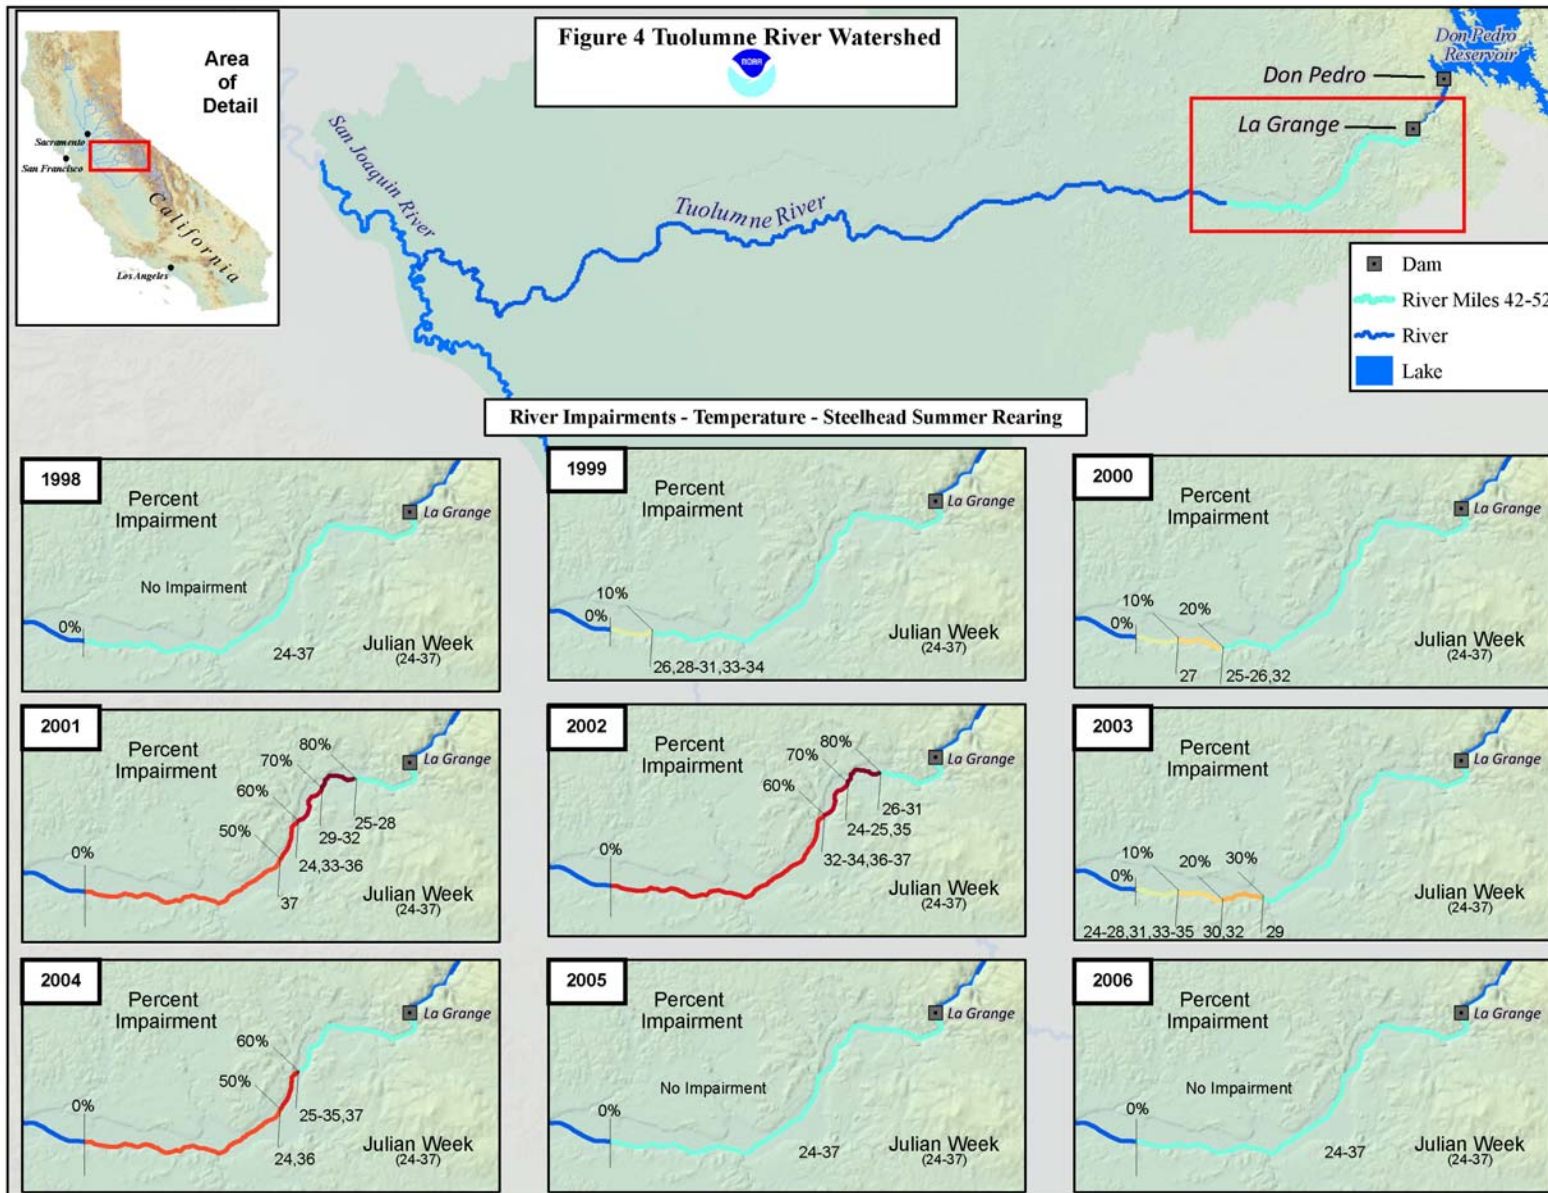 Figure 4 Tuolumne River Watershed
NOAA
Area
of
Detail
Sacramento
San Francisco
California
Los Angeles
Don Pedro
Reservoir
Don Pedro
La Grange
San Joaquin River
Tuolumne River
Dam
River Miles 42-52
River
Lake
River Impairments - Temperature - Steelhead Summer Rearing
1998
Percent
Impairment
La Grange
No Impairment
0%
24-37
Julian Week
(24-37)
1999
Percent
Impairment
La Grange
10%
0%
26,28-31,33-34
Julian Week
(24-37)
2000
Percent
Impairment
La Grange
10%
20%
0%
27
25-26,32
Julian Week
(24-37)
2001
Percent
Impairment
80%
70%
La Grange
60%
50%
0%
25-28
29-32
24,33-36
37
Julian Week
(24-37)
2002
Percent
Impairment
80%
70%
La Grange
60%
0%
26-31
24-25,35
32-34,36-37
Julian Week
(24-37)
2003
Percent
Impairment
La Grange
10%
20%
30%
0%
24-28,31,33-35
30,32
29
Julian Week
(24-37)
2004
Percent
Impairment
La Grange
60%
50%
0%
25-35,37
24,36
Julian Week
(24-37)
2005
Percent
Impairment
La Grange
No Impairment
0%
24-37
Julian Week
(24-37)
2006
Percent
Impairment
La Grange
No Impairment
0%
24-37
Julian Week
(24-37)